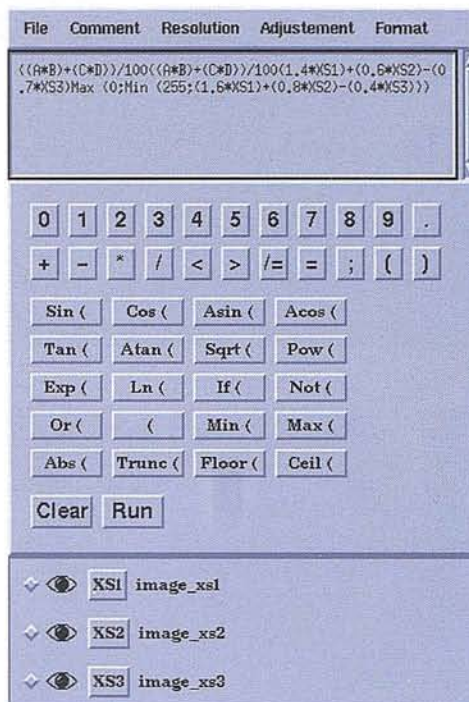 File Comment Resolution Adjustement Format
((A*B)+(C*D))/100((A*B)+(C*D))/100(1.4*XS1)+(0.6*XS2)-(0
.7*XS3)Max (0;Min (255;(1.6*XS1)+(0.8*XS2)-(0.4*XS3)))
0 1 2 3 4 5 6 7 8 9 .
+ - * / < > /= = ; ( )
Sin ( Cos ( Asin ( Acos (
Tan ( Atan ( Sqrt ( Pow (
Exp ( Ln ( If ( Not (
Or ( ( Min ( Max (
Abs ( Trunc ( Floor ( Ceil (
Clear Run
XS1 image_xs1
XS2 image_xs2
XS3 image_xs3